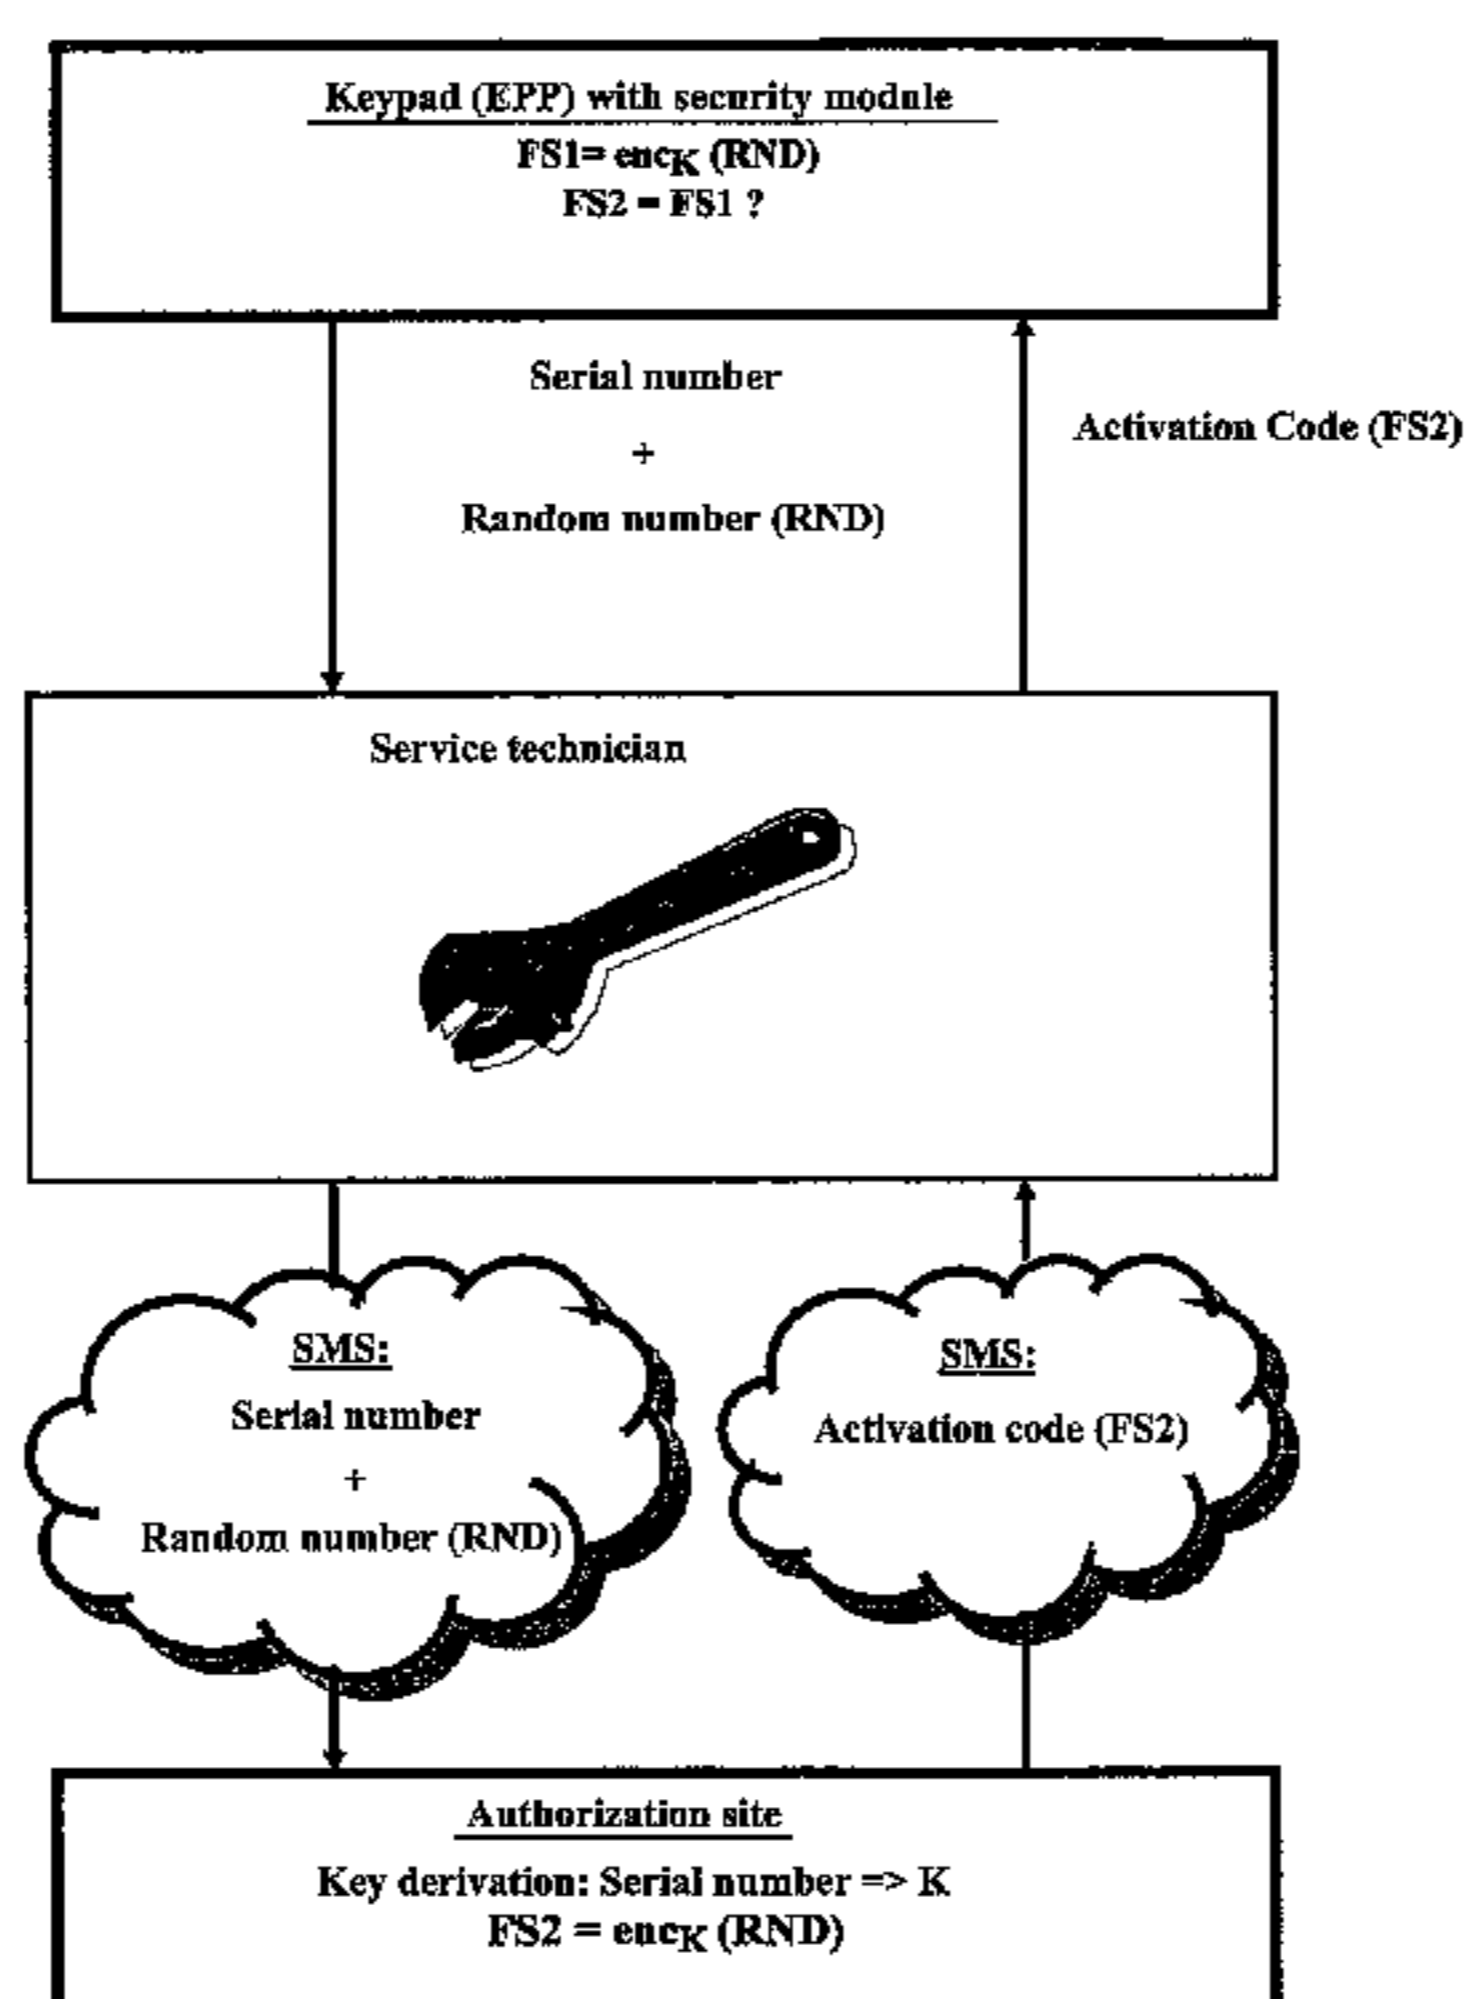 Keypad (EPP) with security module
FS1= encK (RND)
FS2 = FS1 ?
Serial number
+
Random number (RND)
Activation Code (FS2)
Service technician
SMS:
Serial number
+
Random number (RND)
SMS:
Activation code (FS2)
Authorization site
Key derivation: Serial number => K
FS2 = encK (RND)